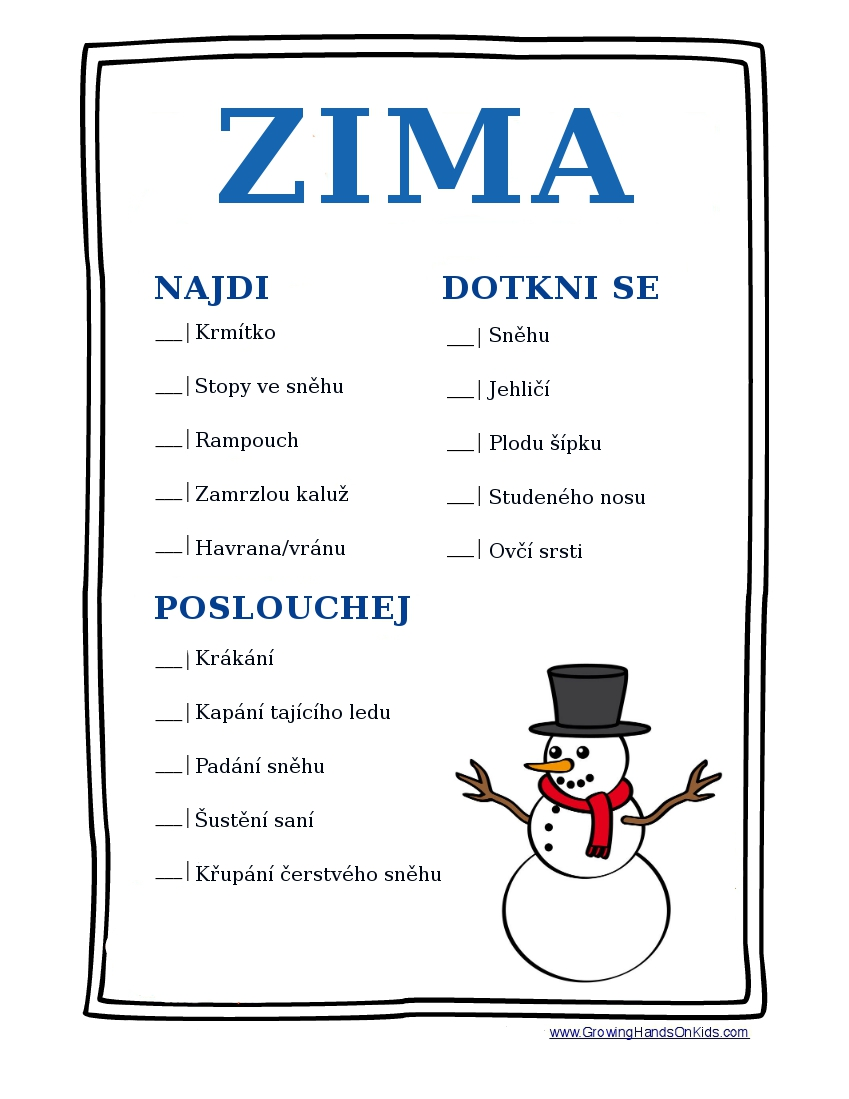 ZIMA
NAJDI
___| Krmítko
___| Stopy ve sněhu
___| Rampouch
___| Zamrzlou kaluž
___| Havrana/vránu
DOTKNI SE
___| Sněhu
___| Jehličí
___| Plodu šípku
___| Studeného nosu
___| Ovčí srsti
POSLOUCHEJ
___| Krákání
___| Kapání tajícího ledu
___| Padání sněhu
___| Šustění saní
___| Křupání čerstvého sněhu
www.GrowingHandsOnKids.com